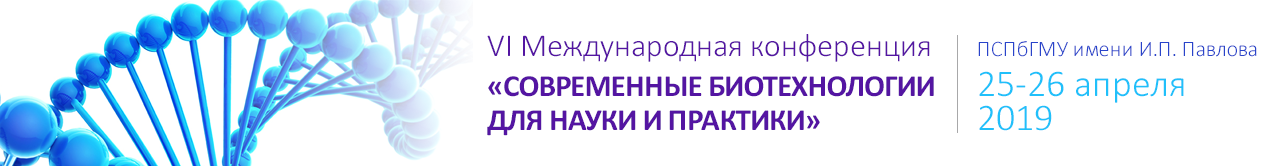 VI Международная конференция
«СОВРЕМЕННЫЕ БИОТЕХНОЛОГИИ
ДЛЯ НАУКИ И ПРАКТИКИ»
ПСПбГМУ имени И.П. Павлова
25-26 апреля
2019